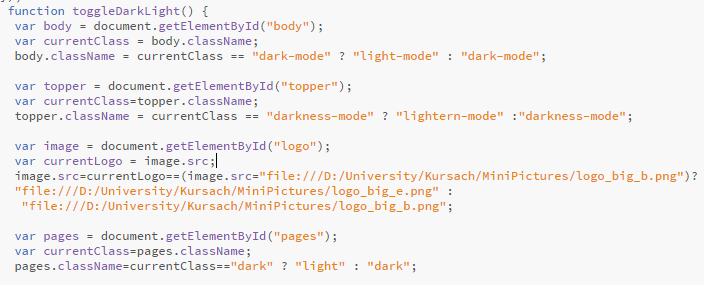 function toggleDarkLight() {
var body = document.getElementById("body");
var currentClass = body.className;
body.className = currentClass == "dark-mode" ? "light-mode" : "dark-mode";
var topper = document.getElementById("topper");
var currentClass=topper.className;
topper.className = currentClass == "darkness-mode" ? "lightern-mode" :"darkness-mode";
var image = document.getElementById("logo");
var currentLogo = image.src;
image.src=currentLogo==(image.src="file:///D:/University/Kursach/MiniPictures/logo_big_b.png")?
"file:///D:/University/Kursach/MiniPictures/logo_big_e.png" :
"file:///D:/University/Kursach/MiniPictures/logo_big_b.png";
var pages = document.getElementById("pages");
var currentClass=pages.className;
pages.className=currentClass=="dark" ? "light" : "dark";